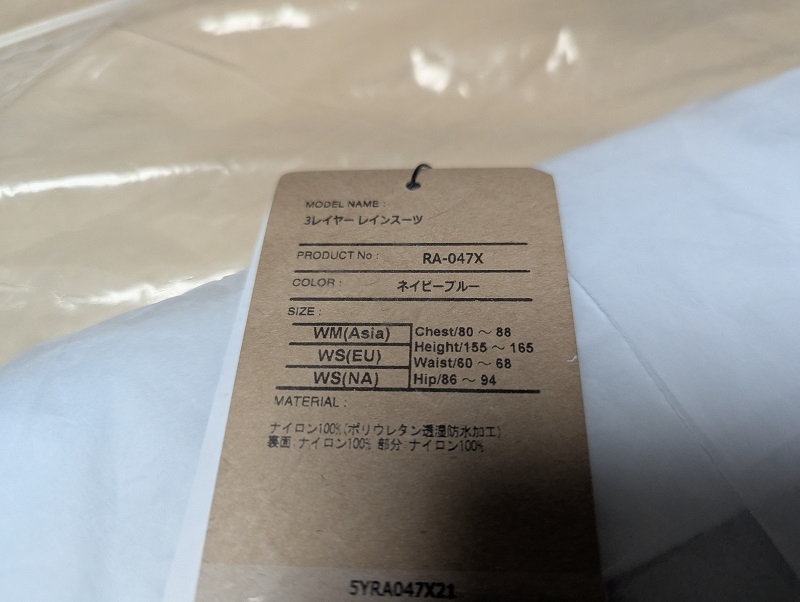 MODEL NAME :
3レイヤー レインスーツ
PRODUCT No : RA-047X
COLOR : ネイビーブルー
SIZE :
WM(Asia) Chest/80 ～ 88
WS(EU) Height/155 ～ 165
Waist/60 ～ 68
WS(NA) Hip/86 ～ 94
MATERIAL :
ナイロン100%(ポリウレタン透湿防水加工)
裏面 ナイロン100% 部分 ナイロン100%
5YRA047X21